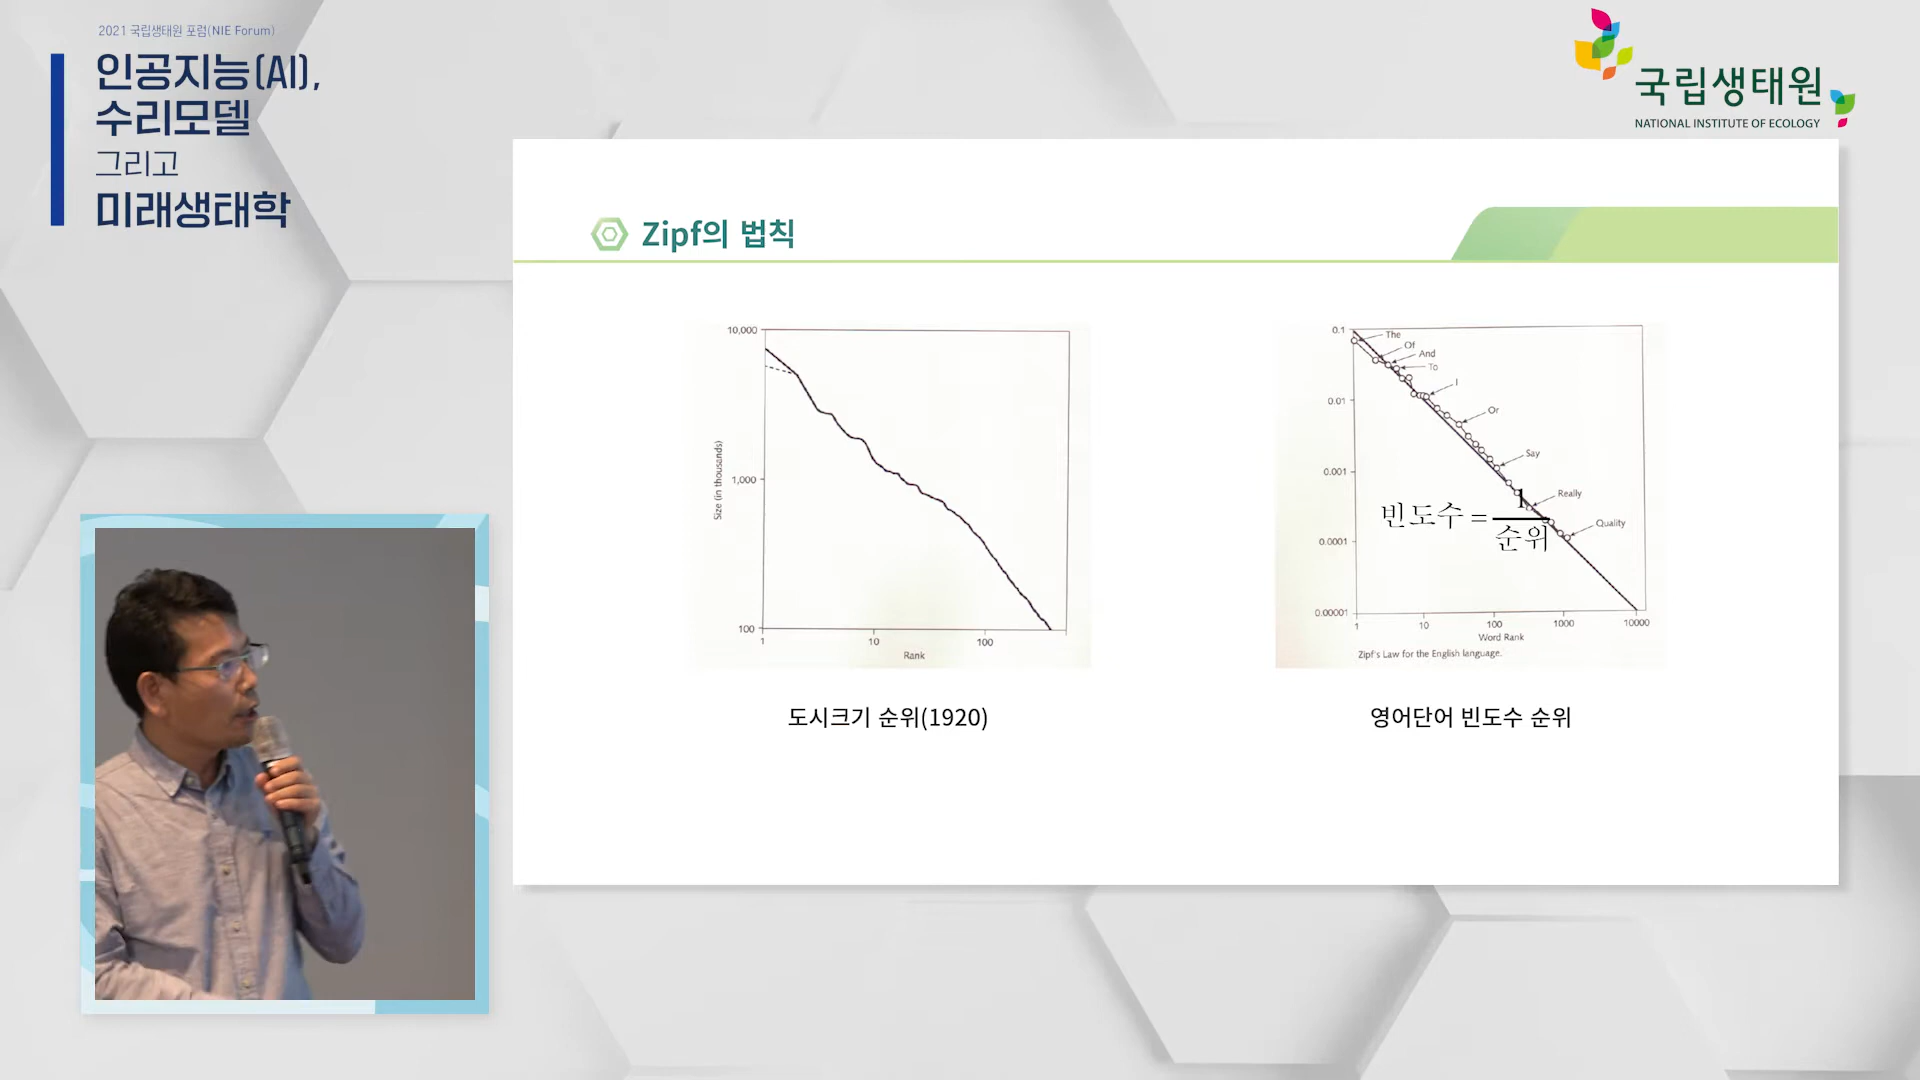 2021 국립생태원 포럼(NIE Forum)
인공지능(AI),
수리모델
그리고
미래생태학
국립생태원
NATIONAL INSTITUTE OF ECOLOGY
Zipf의 법칙
10,000
1,000
100
Size (in thousands)
1
10
100
Rank
도시크기 순위(1920)
0.1
0.01
0.001
0.0001
0.00001
The
Of
And
To
I
Or
Say
Really
Quality
빈도수 = 1
순위
1
10
100
1000
10000
Word Rank
Zipf's Law for the English language.
영어단어 빈도수 순위